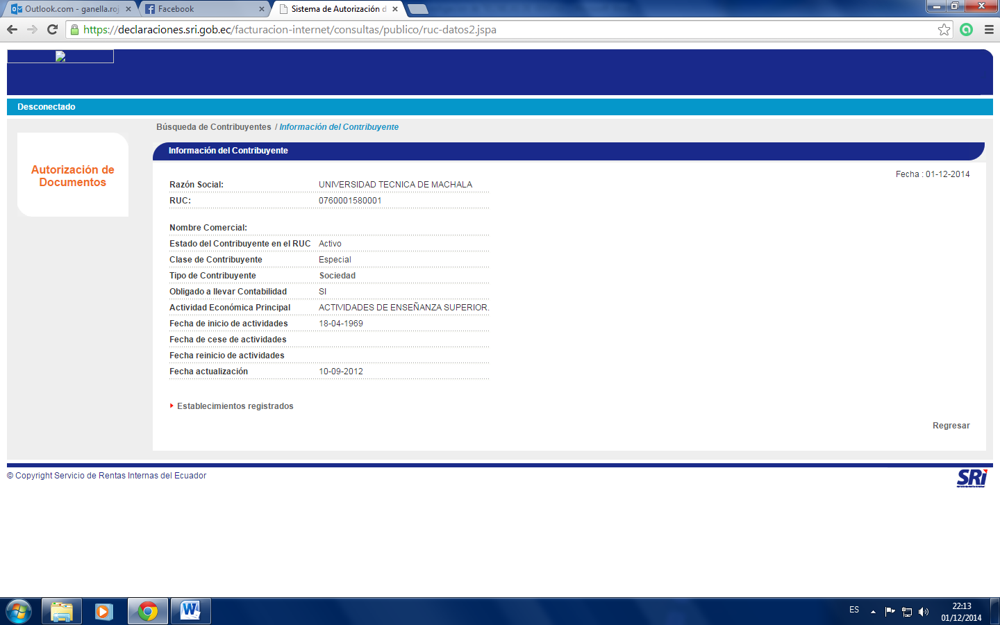 Outlook.com - ganella.roj
Facebook
Sistema de Autorización d
https://declaraciones.sri.gob.ec/facturacion-internet/consultas/publico/ruc-datos2.jspa
Desconectado
Búsqueda de Contribuyentes / Información del Contribuyente
Autorización de
Documentos
Información del Contribuyente
Fecha : 01-12-2014
Razón Social: UNIVERSIDAD TECNICA DE MACHALA
RUC: 0760001580001
Nombre Comercial:
Estado del Contribuyente en el RUC Activo
Clase de Contribuyente Especial
Tipo de Contribuyente Sociedad
Obligado a llevar Contabilidad SI
Actividad Económica Principal ACTIVIDADES DE ENSEÑANZA SUPERIOR.
Fecha de inicio de actividades 18-04-1969
Fecha de cese de actividades
Fecha reinicio de actividades
Fecha actualización 10-09-2012
Establecimientos registrados
Regresar
© Copyright Servicio de Rentas Internas del Ecuador
SRi
ES
22:13
01/12/2014